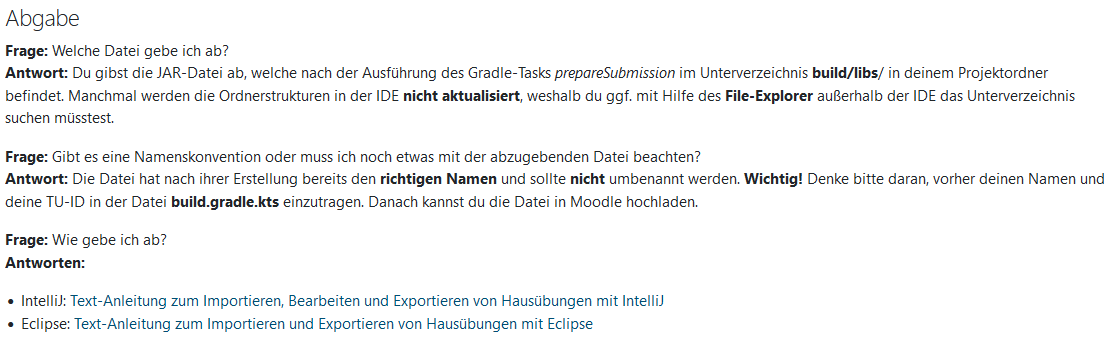 Abgabe
Frage: Welche Datei gebe ich ab?
Antwort: Du gibst die JAR-Datei ab, welche nach der Ausführung des Gradle-Tasks prepareSubmission im Unterverzeichnis build/libs/ in deinem Projektordner
befindet. Manchmal werden die Ordnerstrukturen in der IDE nicht aktualisiert, weshalb du ggf. mit Hilfe des File-Explorer außerhalb der IDE das Unterverzeichnis
suchen müsstest.
Frage: Gibt es eine Namenskonvention oder muss ich noch etwas mit der abzugebenden Datei beachten?
Antwort: Die Datei hat nach ihrer Erstellung bereits den richtigen Namen und sollte nicht umbenannt werden. Wichtig! Denke bitte daran, vorher deinen Namen und
deine TU-ID in der Datei build.gradle.kts einzutragen. Danach kannst du die Datei in Moodle hochladen.
Frage: Wie gebe ich ab?
Antworten:
• IntelliJ: Text-Anleitung zum Importieren, Bearbeiten und Exportieren von Hausübungen mit IntelliJ
• Eclipse: Text-Anleitung zum Importieren und Exportieren von Hausübungen mit Eclipse